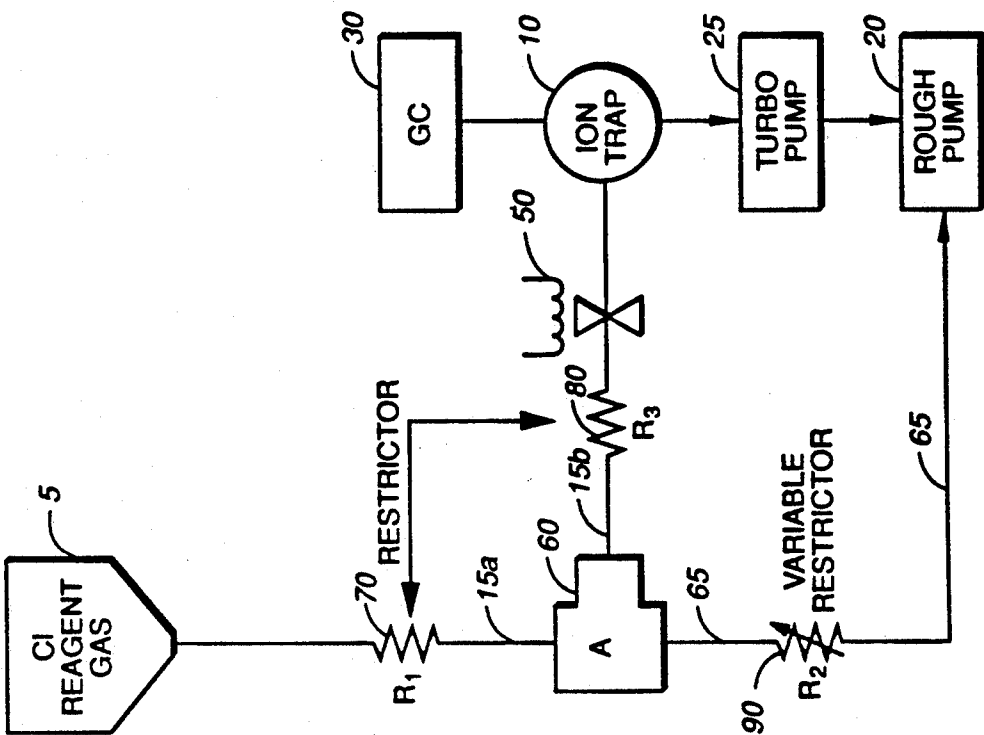 5
CI
REAGENT
GAS
RESTRICTOR
70
R1
15a
60
A
15b
80
R3
50
30
GC
10
ION
TRAP
25
TURBO
PUMP
20
ROUGH
PUMP
65
90
R2
VARIABLE
RESTRICTOR
65